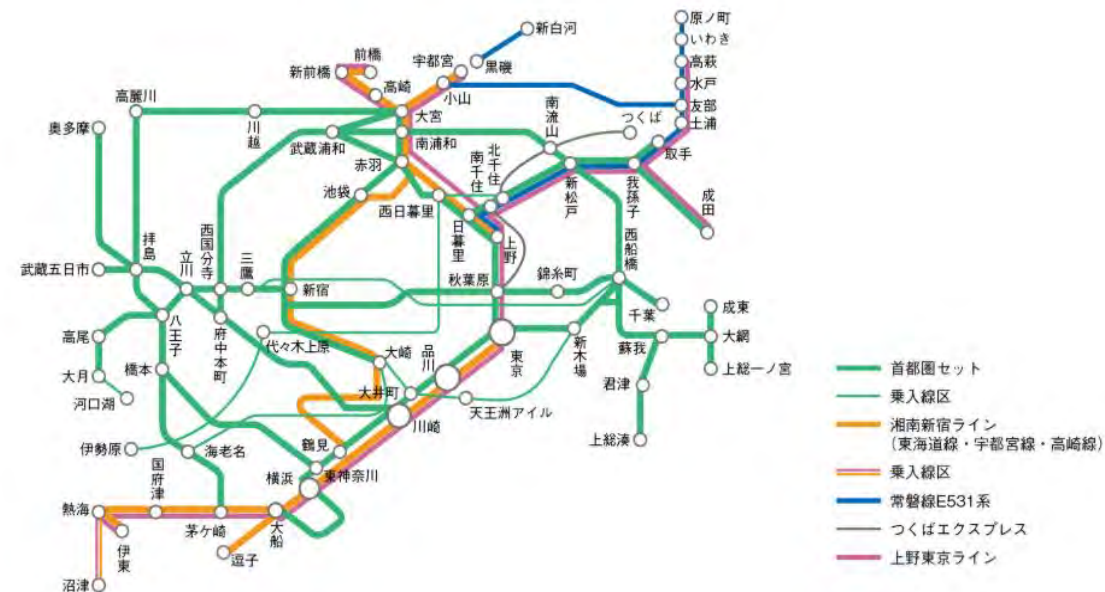 原ノ町
新白河
いわき
前橋
宇都宮
黒磯
高萩
新前橋
高崎
小山
水戸
高麗川
大宮
南流山
つくば
友部
奥多摩
川越
土浦
武蔵浦和
南浦和
北千住
南千住
取手
赤羽
新松戸
我孫子
成田
池袋
西日暮里
日暮里
上野
西船橋
拝島
立川
西国分寺
三鷹
武蔵五日市
新宿
秋葉原
錦糸町
千葉
成東
高尾
八王子
府中本町
代々木上原
品川
東京
新木場
蘇我
大網
大月
橋本
大崎
大井町
君津
上総一ノ宮
河口湖
天王洲アイル
川崎
伊勢原
海老名
鶴見
上総湊
国府津
横浜
東神奈川
熱海
茅ケ崎
大船
伊東
逗子
沼津
首都圏セット
乗入線区
湘南新宿ライン
(東海道線・宇都宮線・高崎線)
乗入線区
常磐線E531系
つくばエクスプレス
上野東京ライン